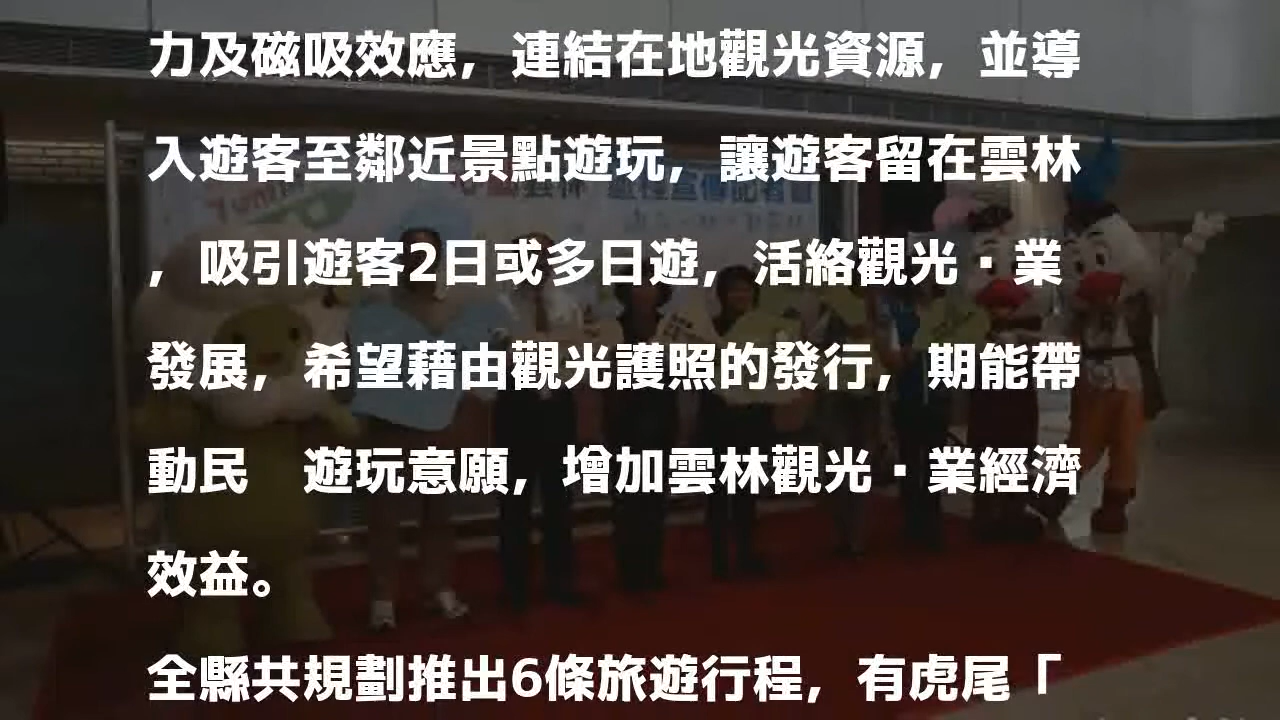 力及磁吸效應，連結在地觀光資源，並導
入遊客至鄰近景點遊玩，讓遊客留在雲林
，吸引遊客2日或多日遊，活絡觀光·業
發展，希望藉由觀光護照的發行，期能帶
動民　遊玩意願，增加雲林觀光·業經濟
效益。
全縣共規劃推出6條旅遊行程，有虎尾「